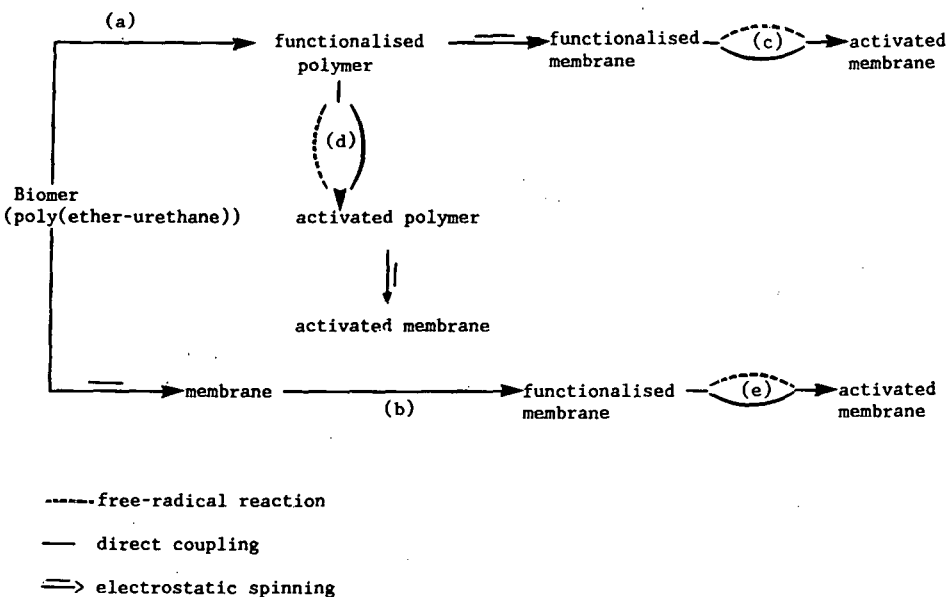 (a)
functionalised
polymer
functionalised
membrane
(c)
activated
membrane
(d)
Biomer
(poly(ether-urethane))
activated polymer
activated membrane
membrane
(b)
functionalised
membrane
(e)
activated
membrane
free-radical reaction
direct coupling
electrostatic spinning